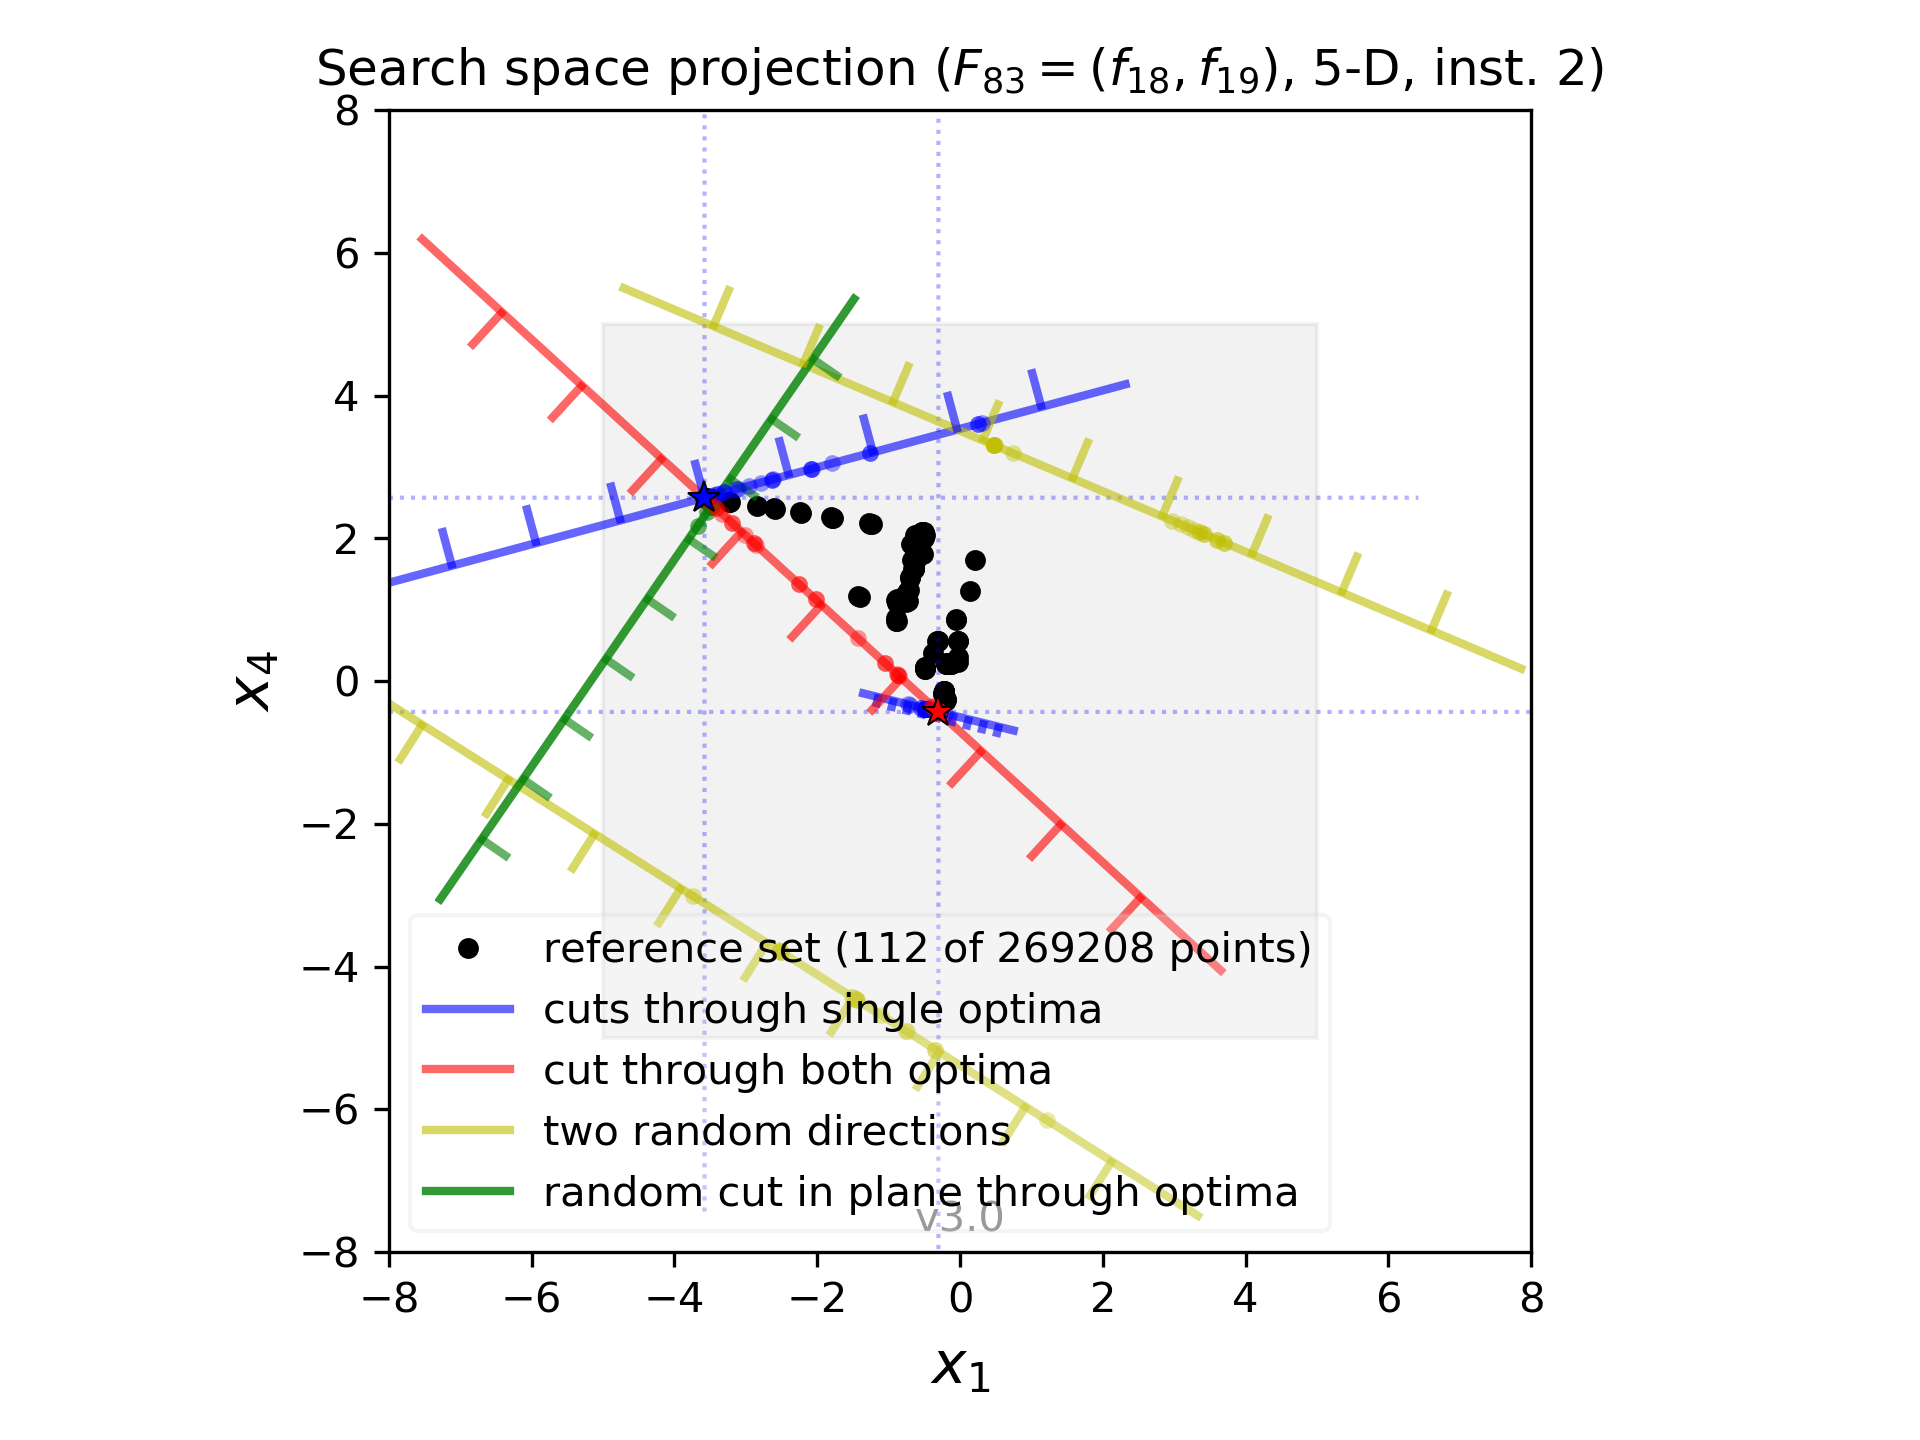 Search space projection (F₈₃ = (f₁₈, f₁₉), 5-D, inst. 2)
8
6
4
2
0
−2
−4
−6
−8
x₄
reference set (112 of 269208 points)
cuts through single optima
cut through both optima
two random directions
random cut in plane through optima
v3.0
−8 −6 −4 −2 0 2 4 6 8
x₁